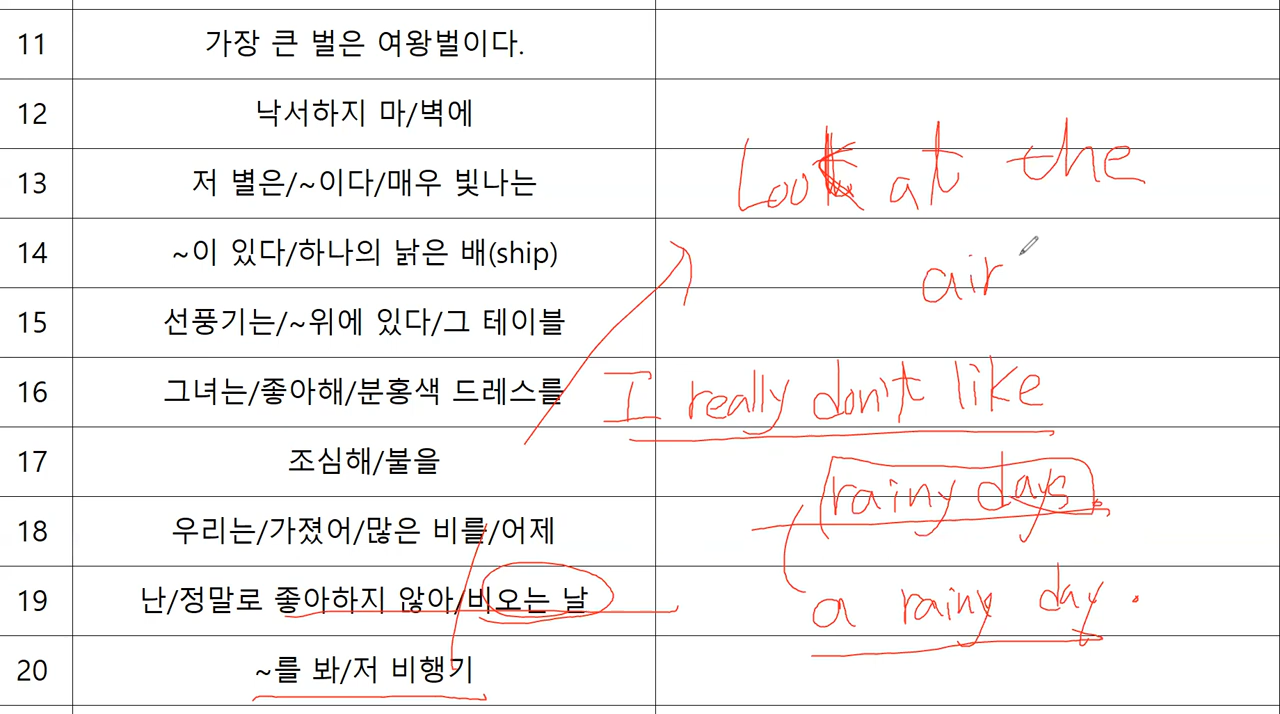 11 가장 큰 벌은 여왕벌이다.
12 낙서하지 마/벽에
13 저 별은/~이다/매우 빛나는
Look at the
14 ~이 있다/하나의 낡은 배(ship)
air
15 선풍기는/~위에 있다/그 테이블
16 그녀는/좋아해/분홍색 드레스를
I really don't like
17 조심해/불을
rainy days.
18 우리는/가졌어/많은 비를/어제
19 난/정말로 좋아하지 않아/비오는 날
a rainy day.
20 ~를 봐/저 비행기